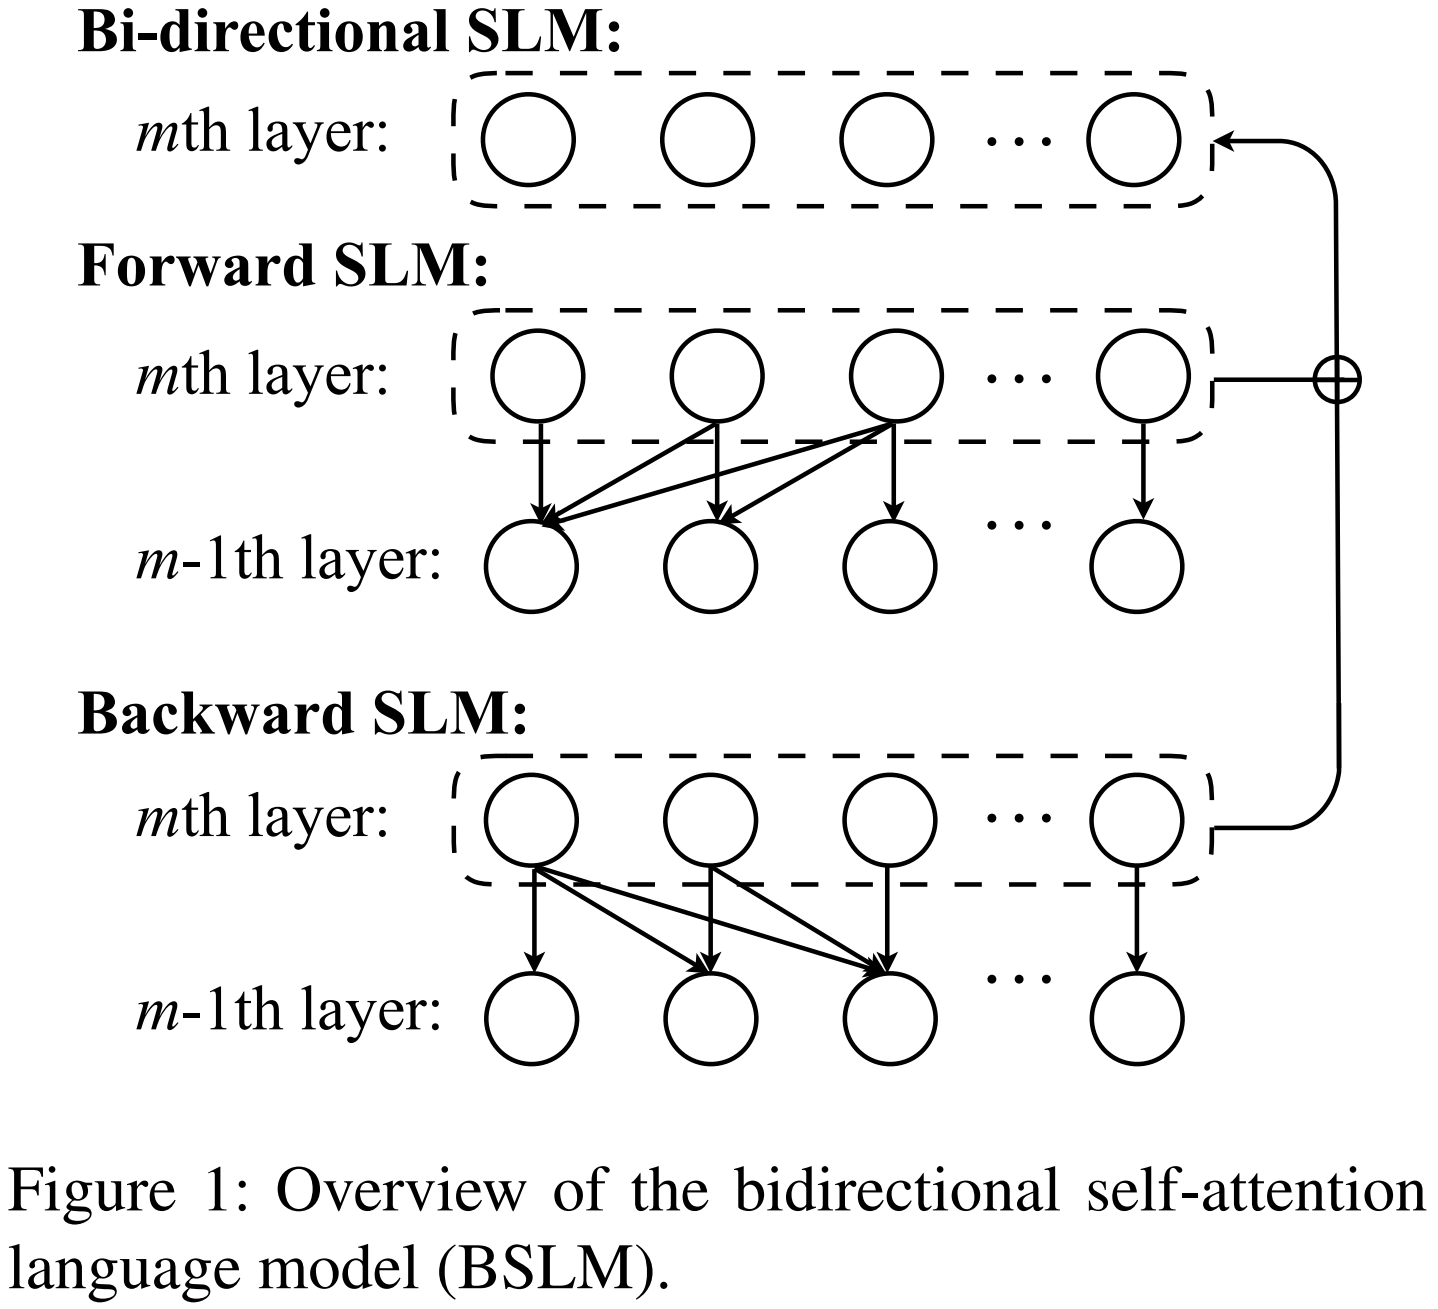 Bi-directional SLM:
mth layer:
...
Forward SLM:
mth layer:
...
m-1th layer:
...
Backward SLM:
mth layer:
...
m-1th layer:
...
Figure 1: Overview of the bidirectional self-attention
language model (BSLM).